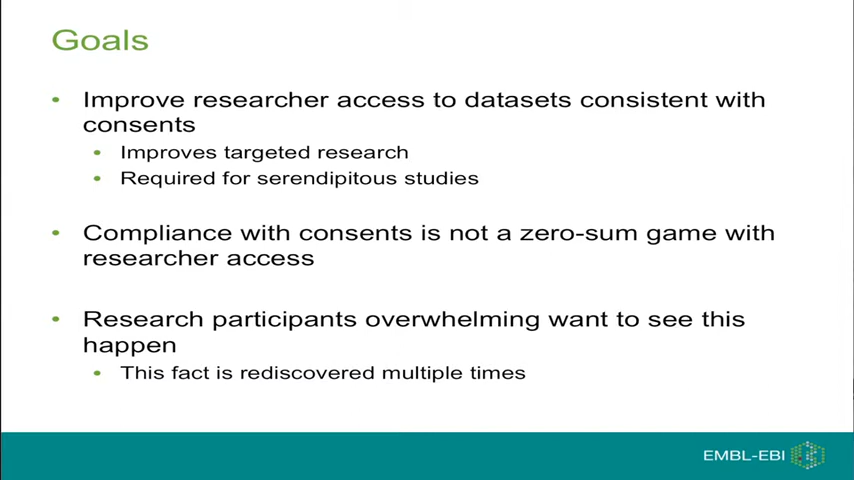 Goals
• Improve researcher access to datasets consistent with
consents
• Improves targeted research
• Required for serendipitous studies
• Compliance with consents is not a zero-sum game with
researcher access
• Research participants overwhelming want to see this
happen
• This fact is rediscovered multiple times
EMBL-EBI